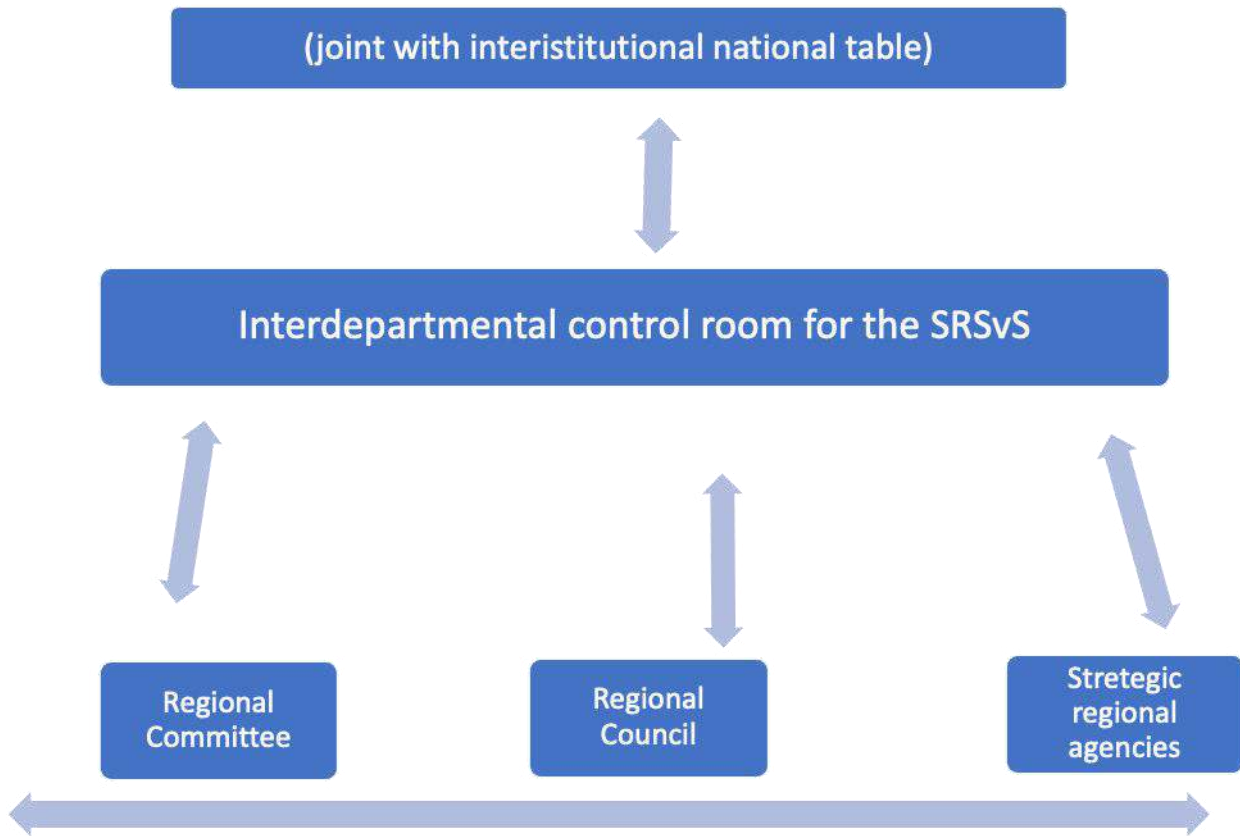 (joint with interistitutional national table)
Interdepartmental control room for the SRSvS
Regional
Committee
Regional
Council
Stretegic
regional
agencies